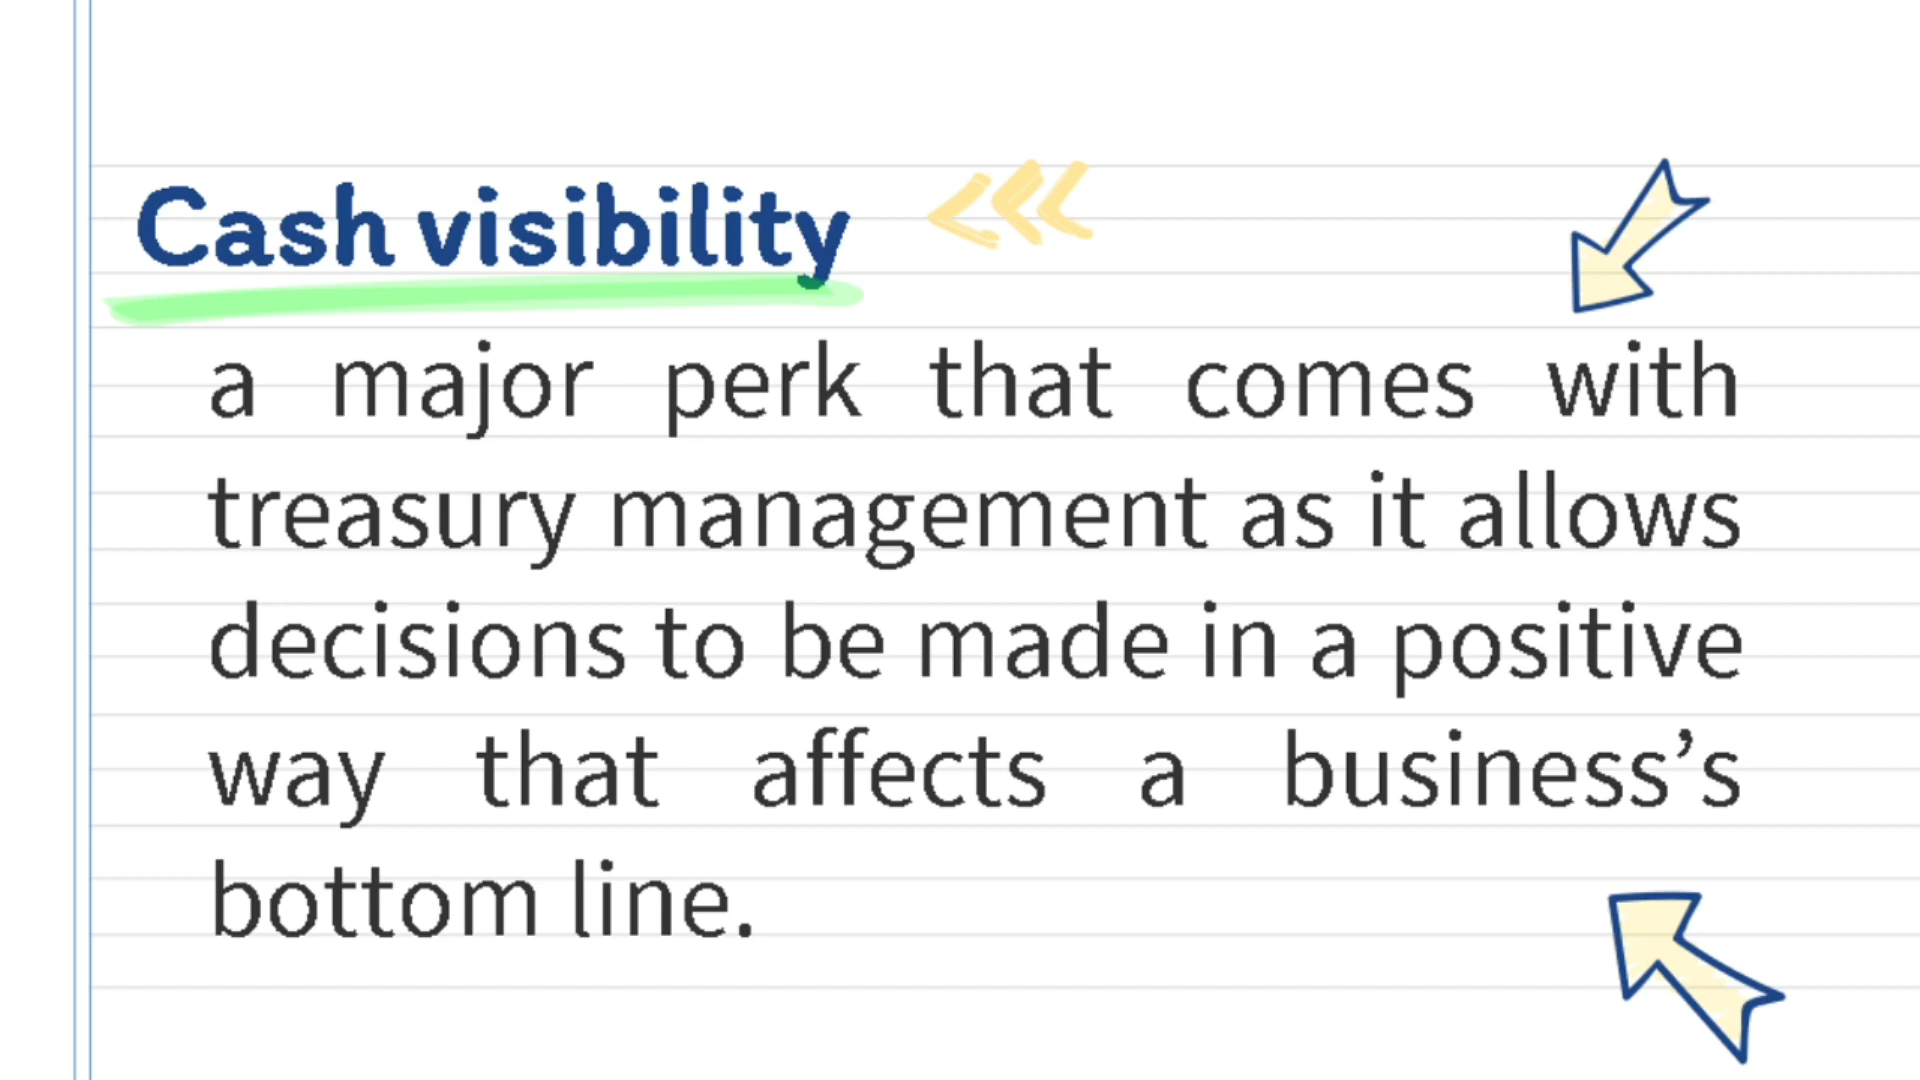 Cash visibility
a major perk that comes with
treasury management as it allows
decisions to be made in a positive
way that affects a business’s
bottom line.